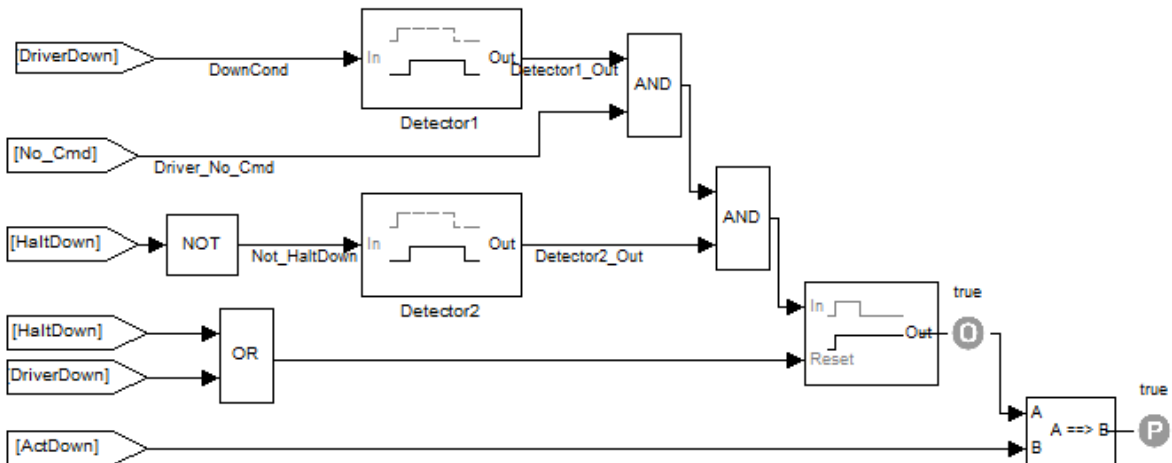 [DriverDown]
DownCond
In
Out
Detector1_Out
Detector1
AND
[No_Cmd]
Driver_No_Cmd
[HaltDown]
NOT
Not_HaltDown
In
Out
Detector2_Out
Detector2
AND
[HaltDown]
DriverDown]
OR
In
Out
Reset
true
O
[ActDown]
A
B
A ==> B
true
P